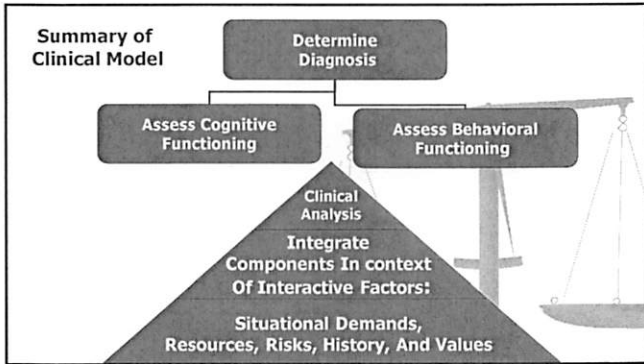 Summary of
Clinical Model
Determine
Diagnosis
Assess Cognitive
Functioning
Assess Behavioral
Functioning
Clinical
Analysis
Integrate
Components In context
Of Interactive Factors:
Situational Demands,
Resources, Risks, History, And Values